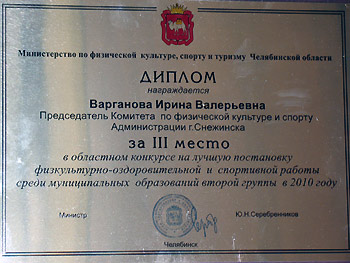 Министерство по физической культуре, спорту и туризму Челябинской области
ДИПЛОМ
награждается
Варганова Ирина Валерьевна
Председатель Комитета по физической культуре и спорту
Администрации г.Снежинска
за III место
в областном конкурсе на лучшую постановку
физкультурно-оздоровительной и спортивной работы
среди муниципальных образований второй группы в 2010 году
Министр Ю.Н.Серебренников
Челябинск